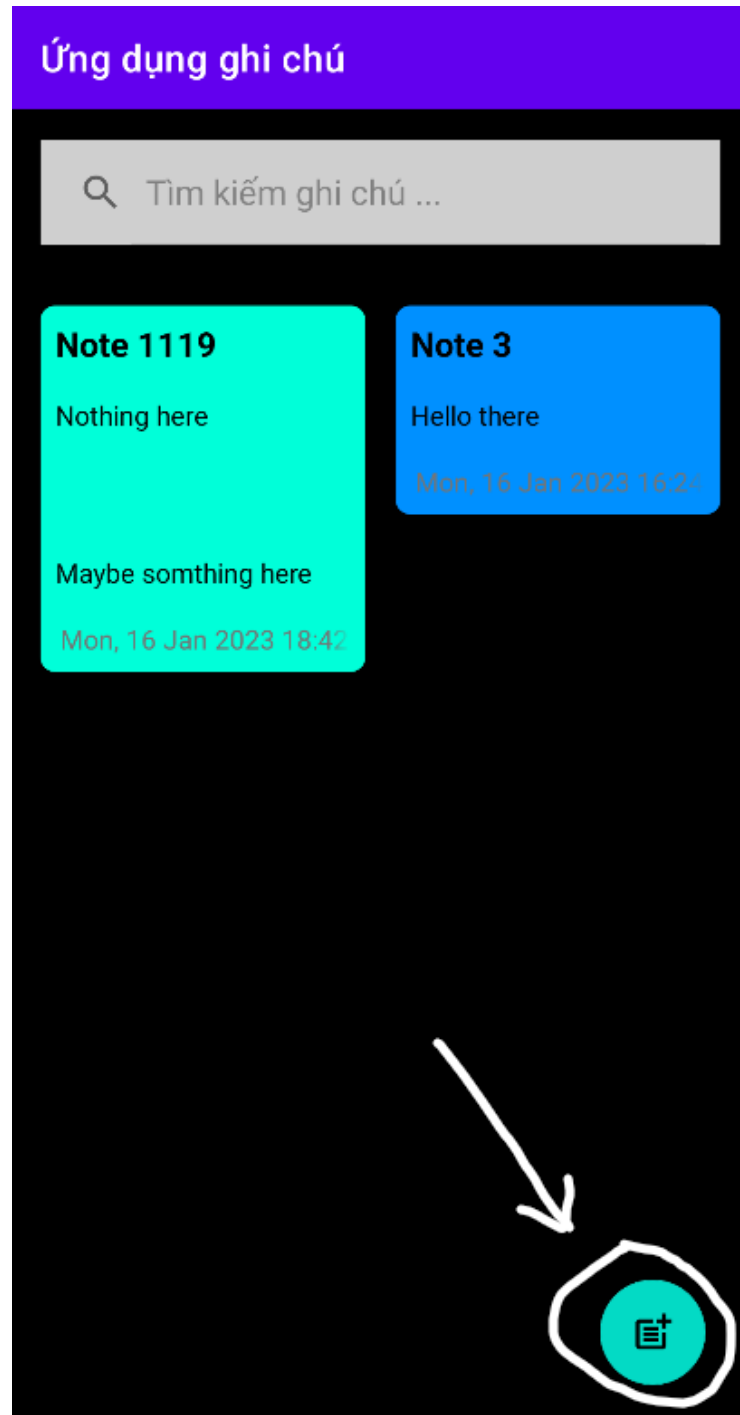 Ứng dụng ghi chú
Tìm kiếm ghi chú ...
Note 1119
Nothing here
Maybe somthing here
Mon, 16 Jan 2023 18:42
Note 3
Hello there
Mon, 16 Jan 2023 16:24